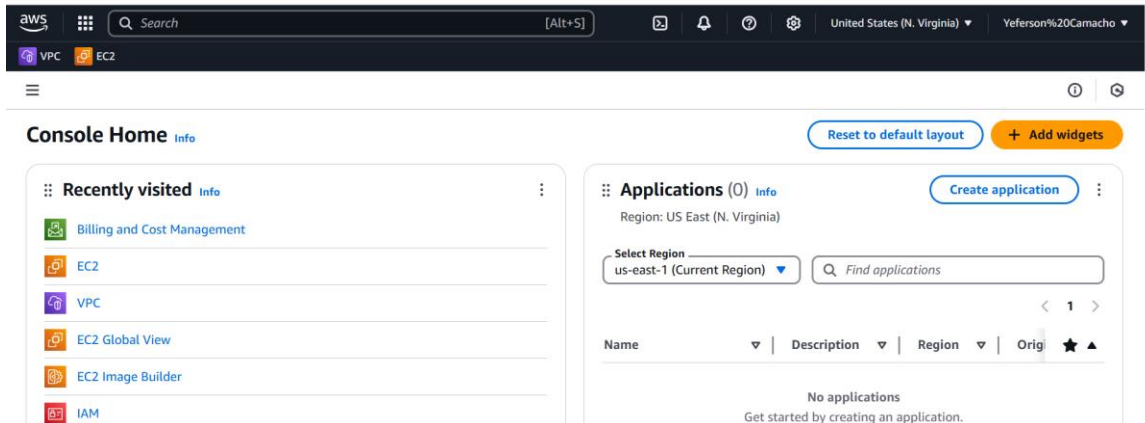 aws
Search [Alt+S]
United States (N. Virginia) ▼
Yeferson%20Camacho ▼
VPC
EC2
Console Home Info
Reset to default layout
+ Add widgets
Recently visited Info
Billing and Cost Management
EC2
VPC
EC2 Global View
EC2 Image Builder
IAM
Applications (0) Info
Create application
Region: US East (N. Virginia)
Select Region
us-east-1 (Current Region)
Find applications
1
Name
Description
Region
Origi
No applications
Get started by creating an application.